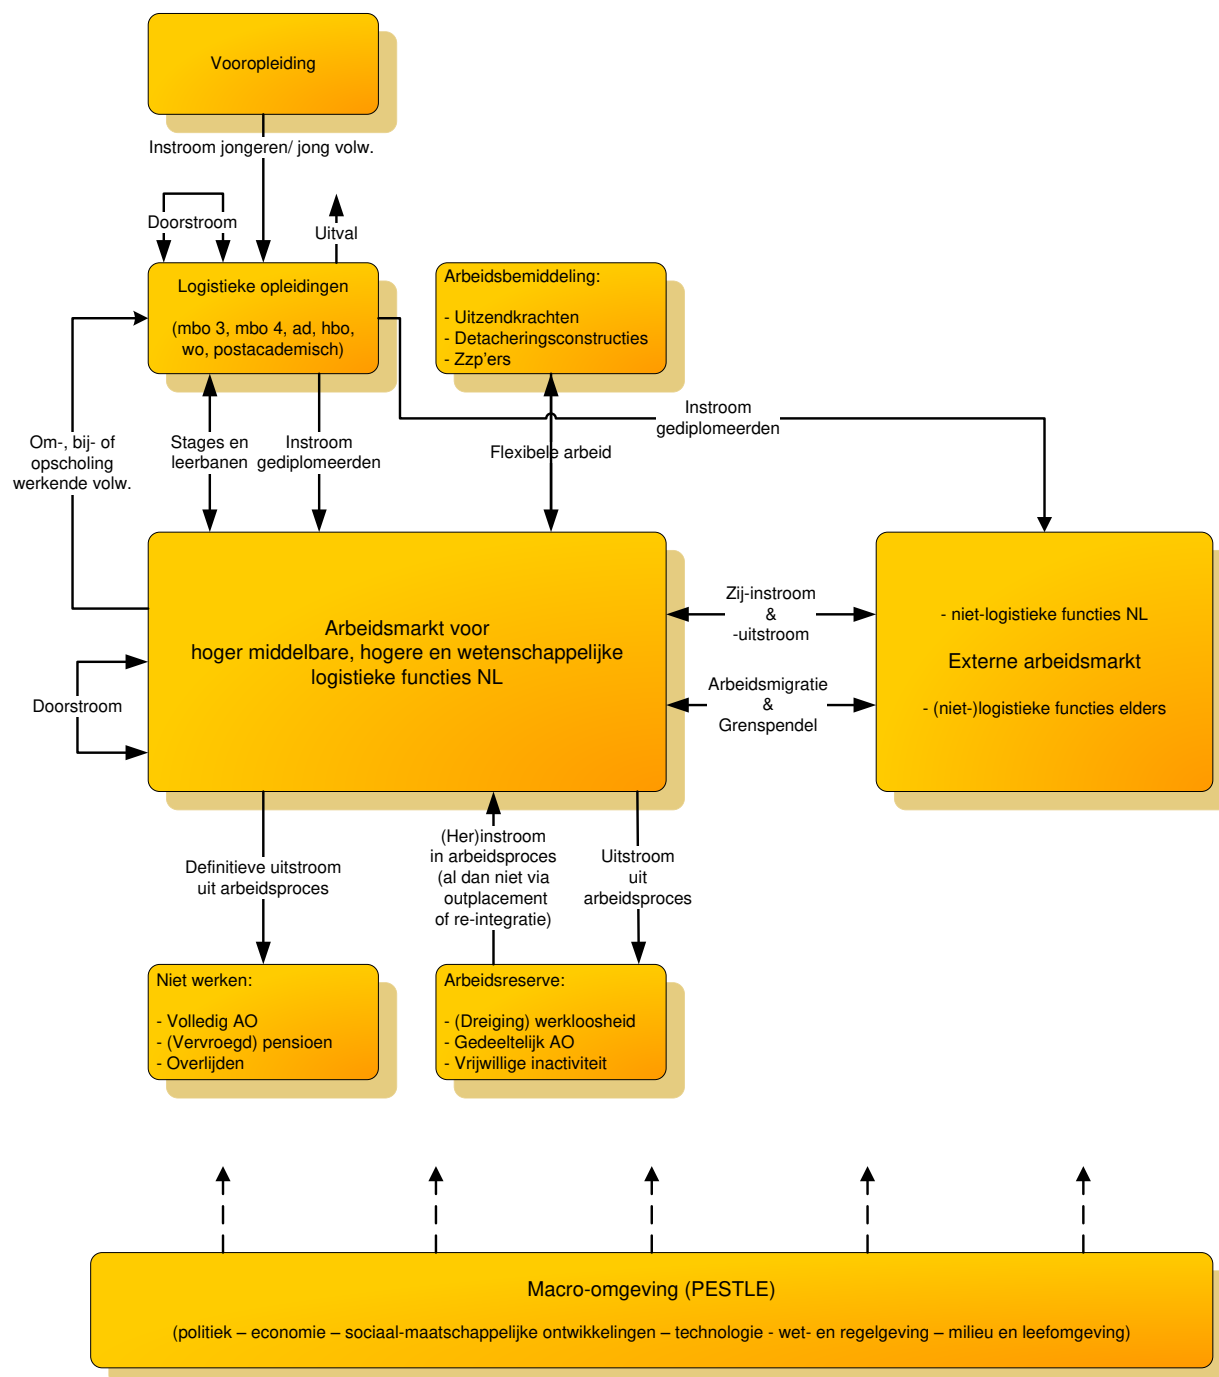 Vooropleiding
Instroom jongeren/ jong volw.
Doorstroom
Uitval
Logistieke opleidingen
(mbo 3, mbo 4, ad, hbo,
wo, postacademisch)
Arbeidsbemiddeling:
- Uitzendkrachten
- Detacheringsconstructies
- Zzp'ers
Om-, bij- of
opscholing
werkende volw.
Stages en
leerbanen
Instroom
gediplomeerden
Flexibele arbeid
Instroom
gediplomeerden
Arbeidsmarkt voor
hoger middelbare, hogere en wetenschappelijke
logistieke functies NL
Doorstroom
Zij-instroom
&
-uitstroom
Arbeidsmigratie
&
Grenspendel
- niet-logistieke functies NL
Externe arbeidsmarkt
- (niet-)logistieke functies elders
Definitieve uitstroom
uit arbeidsproces
(Her)instroom
in arbeidsproces
(al dan niet via
outplacement
of re-integratie)
Uitstroom
uit
arbeidsproces
Niet werken:
- Volledig AO
- (Vervroegd) pensioen
- Overlijden
Arbeidsreserve:
- (Dreiging) werkloosheid
- Gedeeltelijk AO
- Vrijwillige inactiviteit
Macro-omgeving (PESTLE)
(politiek – economie – sociaal-maatschappelijke ontwikkelingen – technologie - wet- en regelgeving – milieu en leefomgeving)